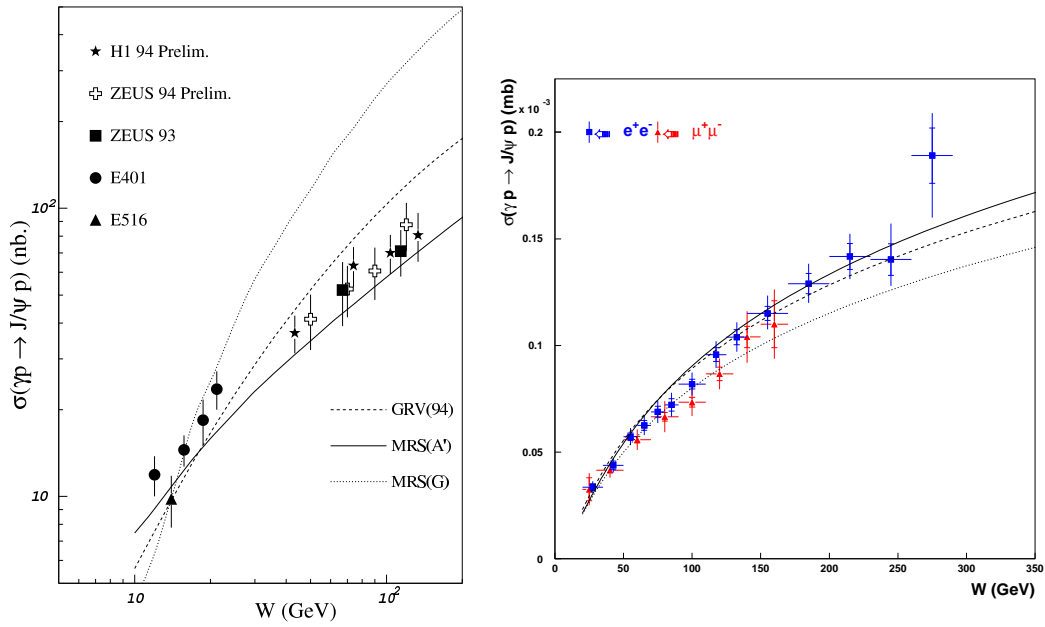 H1 94 Prelim.
ZEUS 94 Prelim.
ZEUS 93
E401
E516
10²
10
σ(γp → J/ψ p) (nb.)
GRV(94)
MRS(A')
MRS(G)
10
10²
W (GeV)
σ(γ p → J/ψ p) (mb)
x 10⁻³
e⁺e⁻
μ⁺μ⁻
0.2
0.15
0.1
0.05
0
0 50 100 150 200 250 300 350
W (GeV)